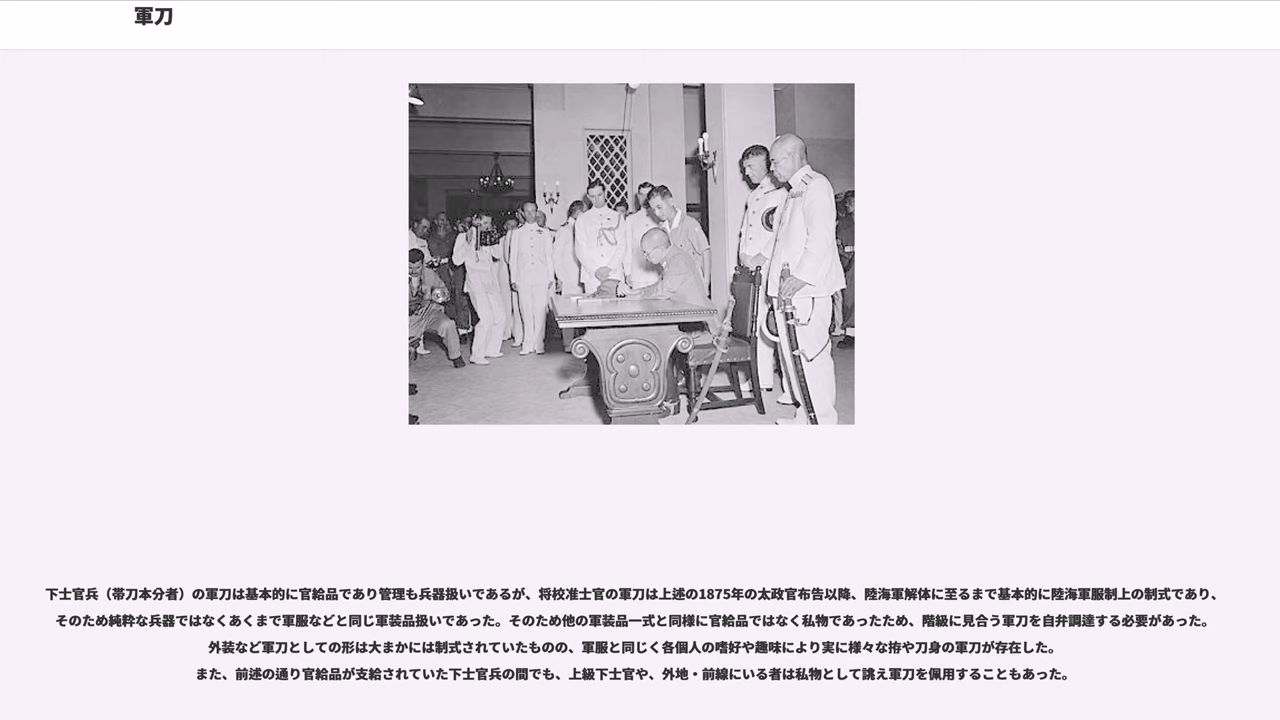 軍刀
下士官兵（帯刀本分者）の軍刀は基本的に官給品であり管理も兵器扱いであるが、将校准士官の軍刀は上述の1875年の太政官布告以降、陸海軍解体に至るまで基本的に陸海軍服制上の制式であり、
そのため純粋な兵器ではなくあくまで軍服などと同じ軍装品扱いであった。そのため他の軍装品一式と同様に官給品ではなく私物であったため、階級に見合う軍刀を自弁調達する必要があった。
外装など軍刀としての形は大まかには制式されていたものの、軍服と同じく各個人の嗜好や趣味により実に様々な拵や刀身の軍刀が存在した。
また、前述の通り官給品が支給されていた下士官兵の間でも、上級下士官や、外地・前線にいる者は私物として誂え軍刀を佩用することもあった。